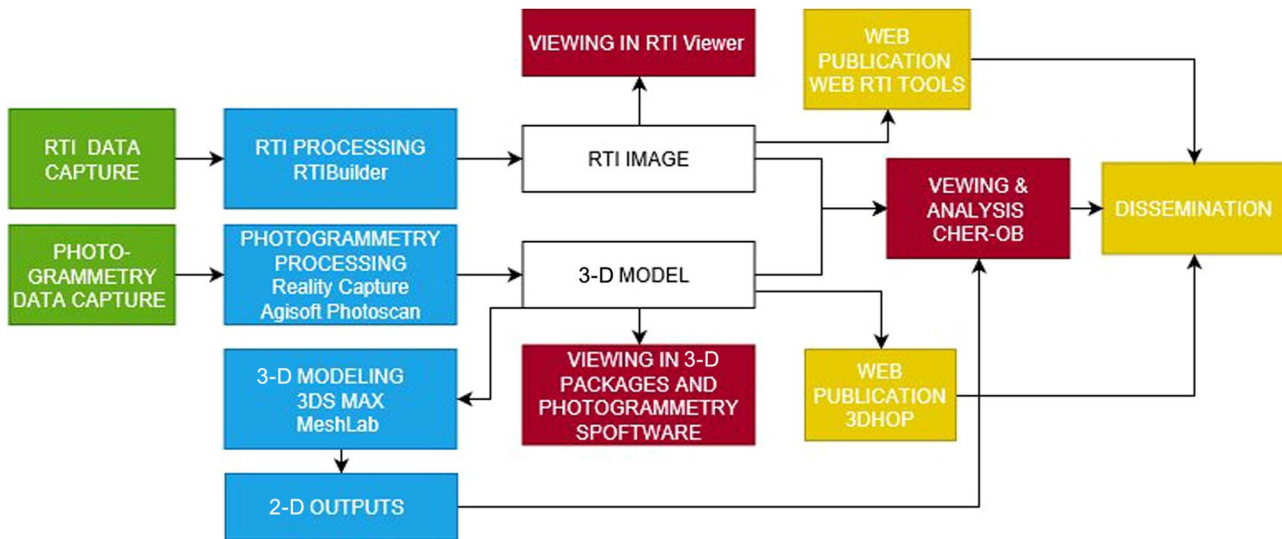 VIEWING IN RTI Viewer
WEB
PUBLICATION
WEB RTI TOOLS
RTI DATA
CAPTURE
RTI PROCESSING
RTIBuilder
RTI IMAGE
VEWING &
ANALYSIS
CHER-OB
DISSEMINATION
PHOTO-
GRAMMETRY
DATA CAPTURE
PHOTOGRAMMETRY
PROCESSING
Reality Capture
Agisoft Photoscan
3-D MODEL
3-D MODELING
3DS MAX
MeshLab
VIEWING IN 3-D
PACKAGES AND
PHOTOGRAMMETRY
SPOFTWARE
WEB
PUBLICATION
3DHOP
2-D OUTPUTS